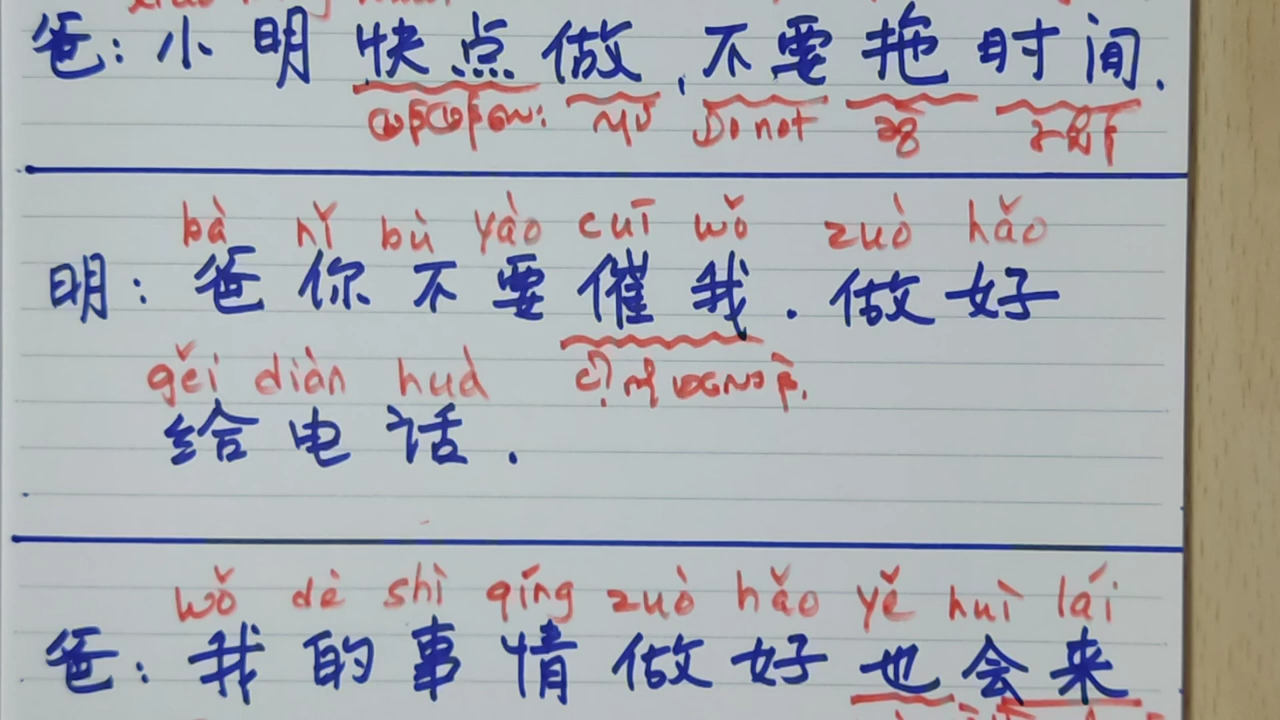 爸：小明快点做，不要拖时间.
Do not
bà nǐ bù yào cuī wǒ zuò hǎo
明：爸你不要催我．做好
gěi diàn huà
给电话．
wǒ dè shì qíng zuò hǎo yě huì lái
爸：我的事情做好也会来